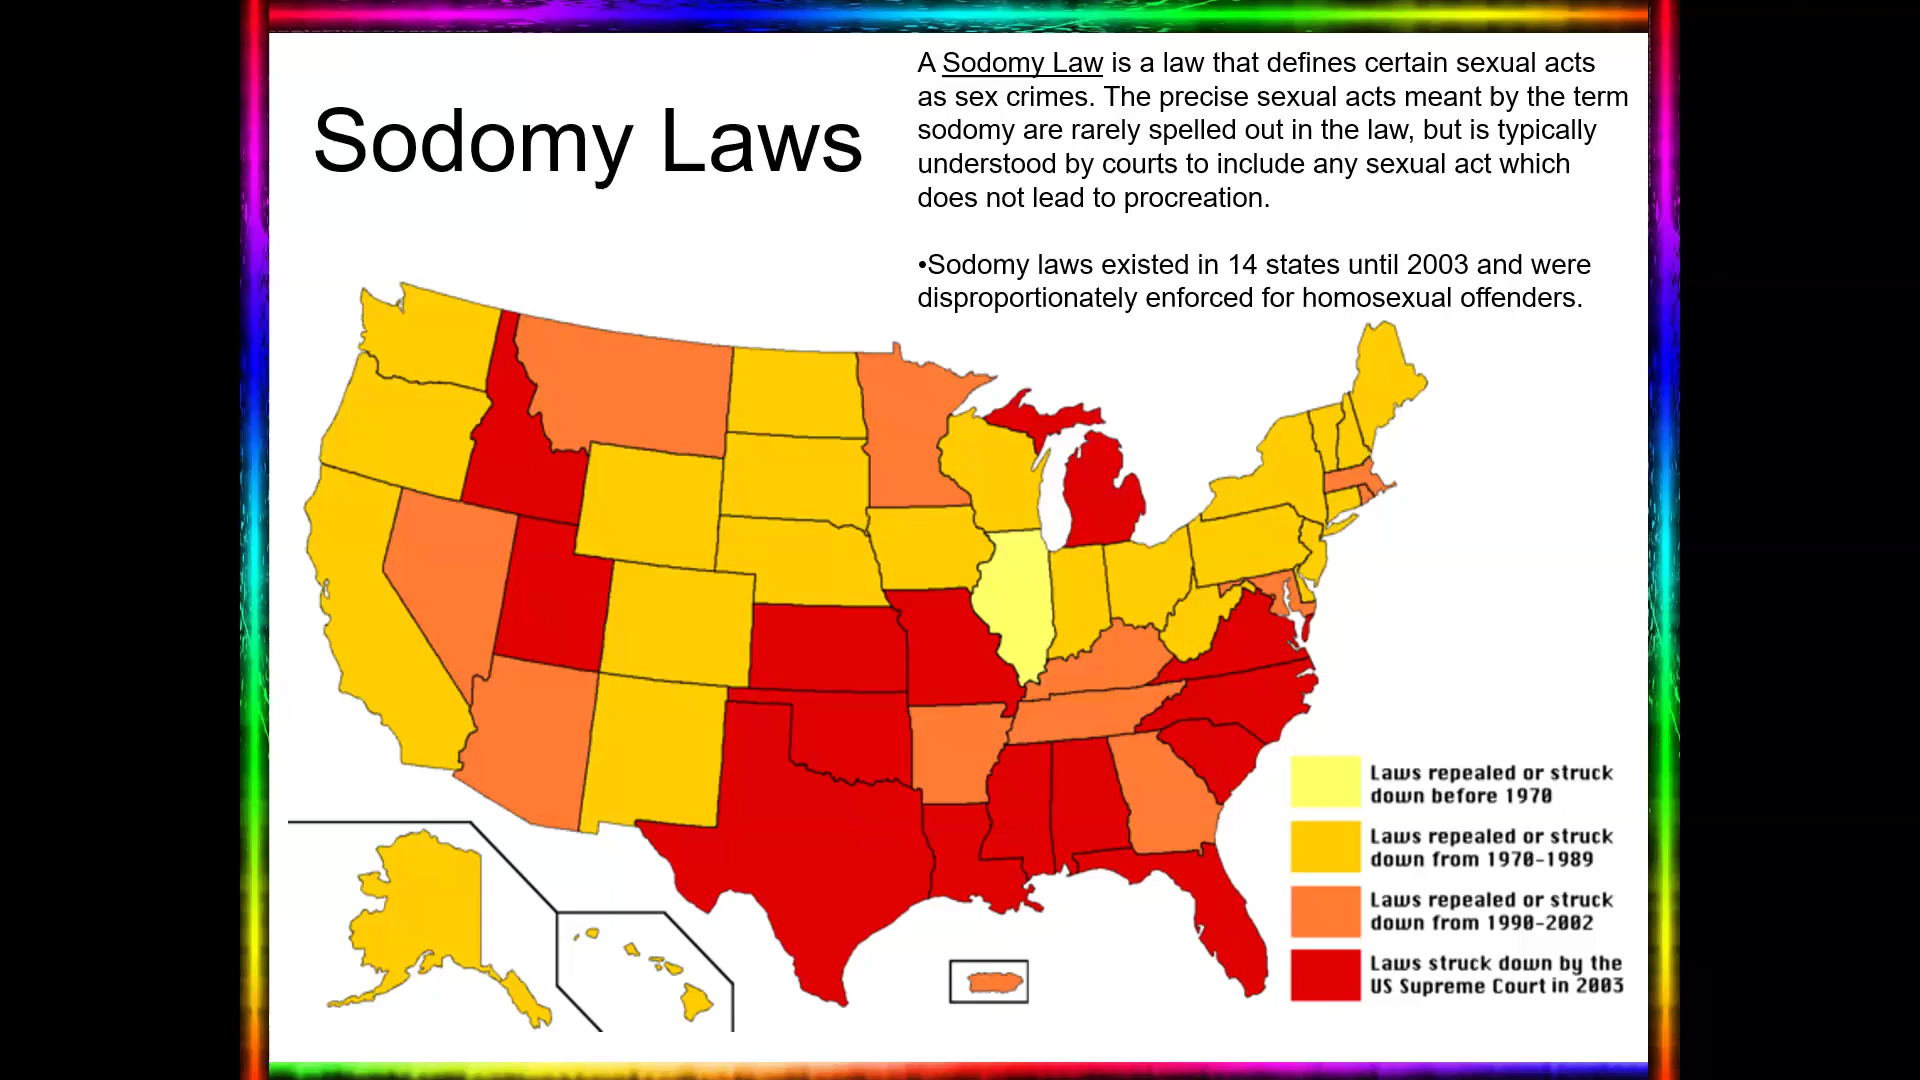 Sodomy Laws
A Sodomy Law is a law that defines certain sexual acts
as sex crimes. The precise sexual acts meant by the term
sodomy are rarely spelled out in the law, but is typically
understood by courts to include any sexual act which
does not lead to procreation.
•Sodomy laws existed in 14 states until 2003 and were
disproportionately enforced for homosexual offenders.
Laws repealed or struck
down before 1970
Laws repealed or struck
down from 1970-1989
Laws repealed or struck
down from 1990-2002
Laws struck down by the
US Supreme Court in 2003